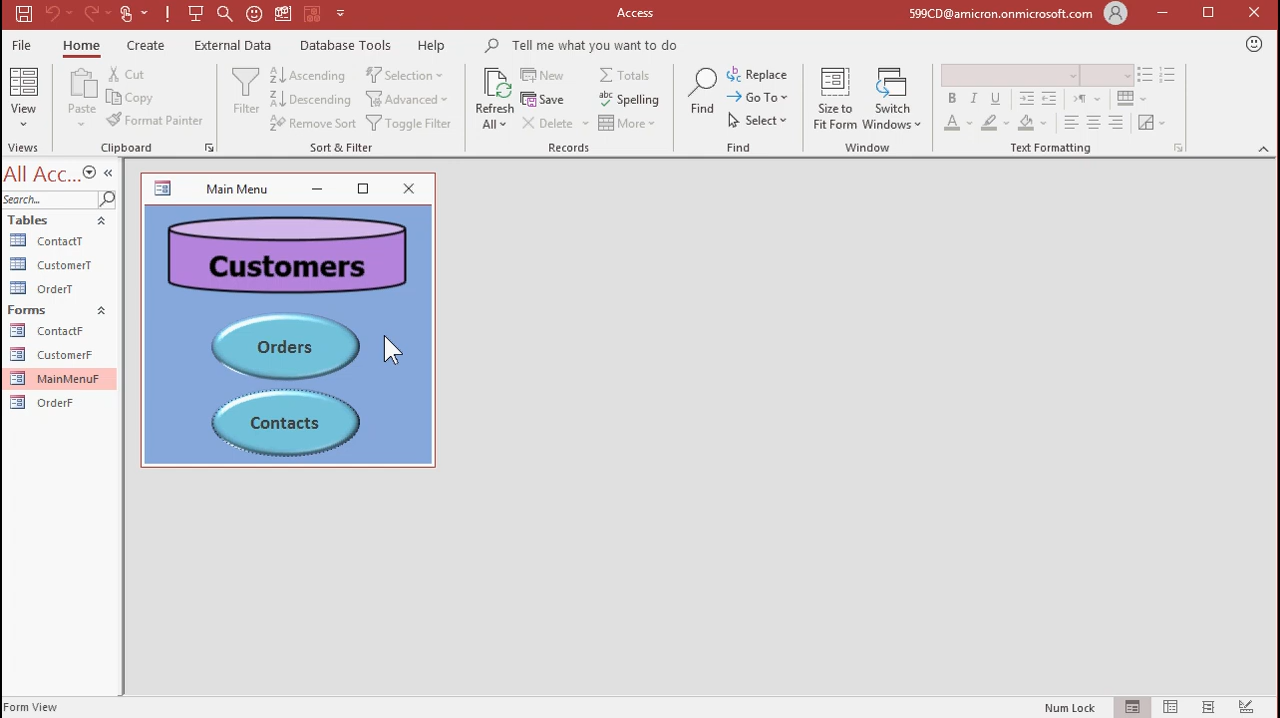 Access
599CD@amicron.onmicrosoft.com
File Home Create External Data Database Tools Help Tell me what you want to do
View
Views
Paste
Cut
Copy
Format Painter
Clipboard
Filter
Ascending
Descending
Remove Sort
Selection
Advanced
Toggle Filter
Sort & Filter
Refresh
All
New
Save
Delete
Totals
Spelling
More
Records
Find
Replace
Go To
Select
Find
Size to
Fit Form
Switch
Windows
Window
B I U
A
Text Formatting
All Acc...
Search...
Tables
ContactT
CustomerT
OrderT
Forms
ContactF
CustomerF
MainMenuF
OrderF
Main Menu
Customers
Orders
Contacts
Form View
Num Lock